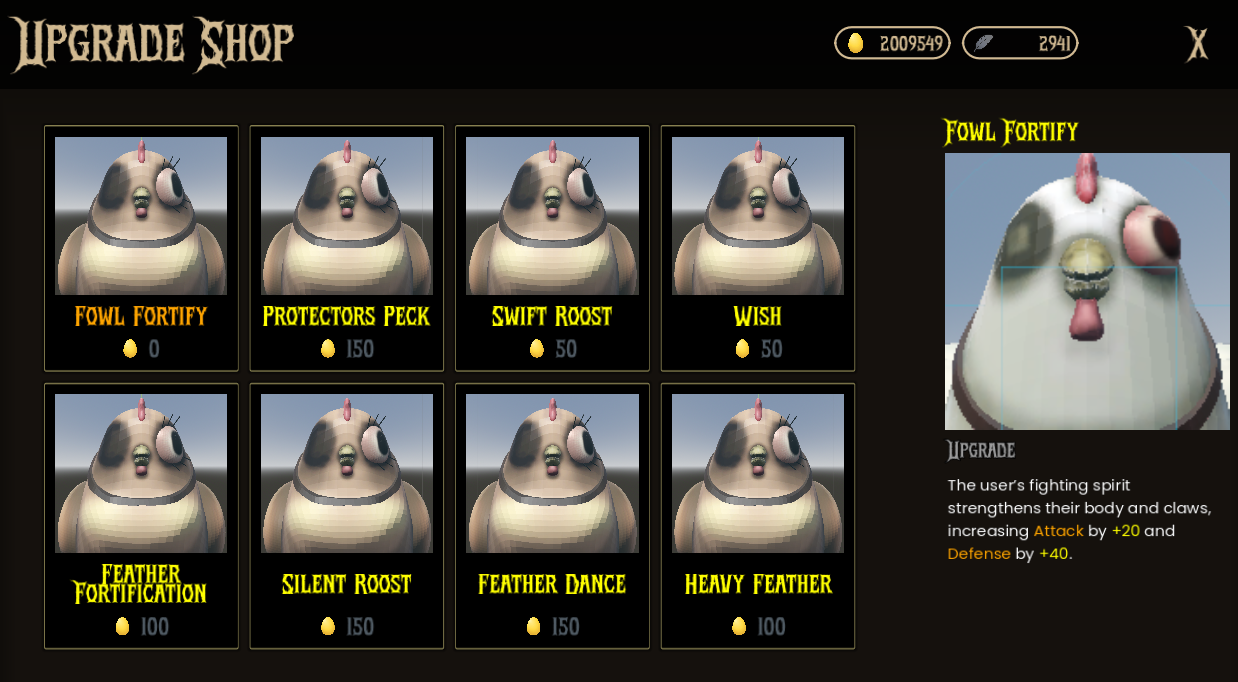 Upgrade Shop
2009549
2941
X
Fowl Fortify
0
Protectors Peck
150
Swift Roost
50
Wish
50
Feather
Fortification
100
Silent Roost
150
Feather Dance
150
Heavy Feather
100
Fowl Fortify
Upgrade
The user's fighting spirit
strengthens their body and claws,
increasing Attack by +20 and
Defense by +40.